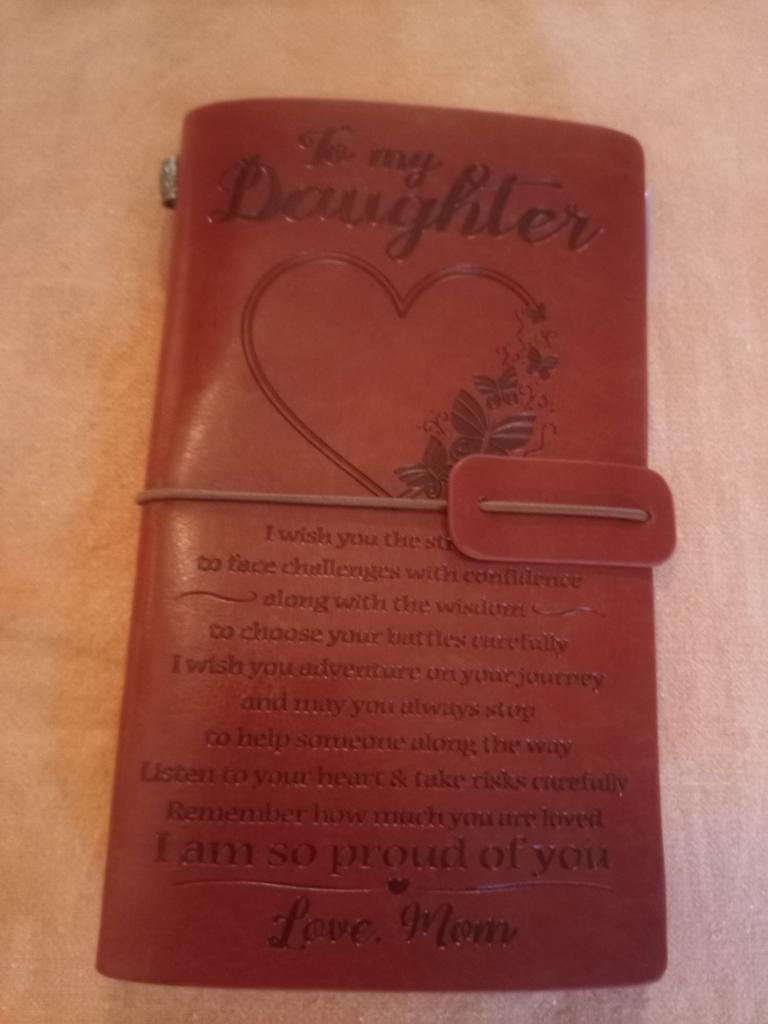 To my
Daughter
I wish you the
to face challenges with confidence
along with the wisdom
to choose your battles carefully
I wish you adventure on your journey
and may you always stop
to help someone along the way
Listen to your heart & take risks carefully
Remember how much you are loved
I am so proud of you
Love, Mom